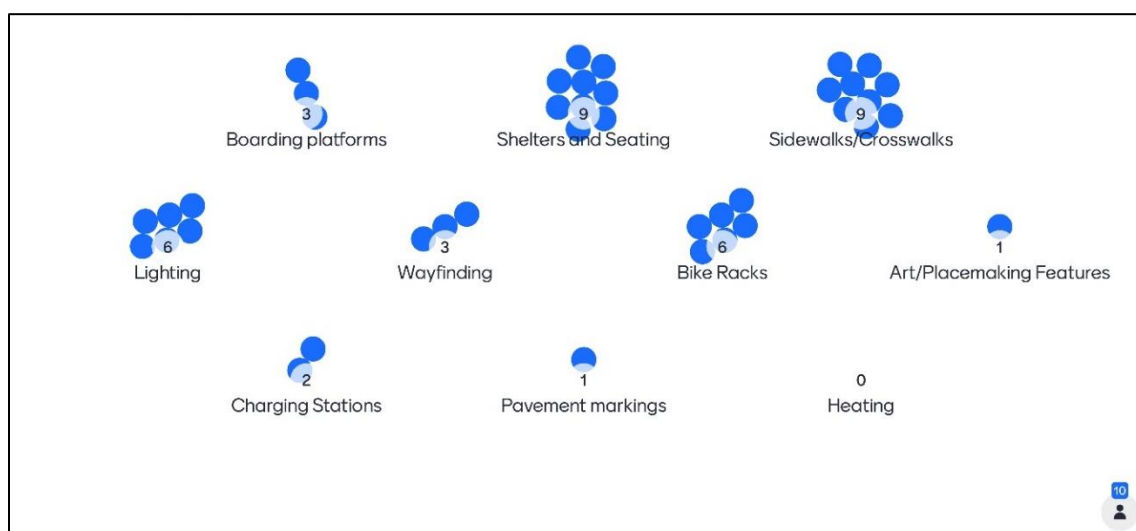 3
Boarding platforms
9
Shelters and Seating
9
Sidewalks/Crosswalks
6
Lighting
3
Wayfinding
6
Bike Racks
1
Art/Placemaking Features
2
Charging Stations
1
Pavement markings
0
Heating
10